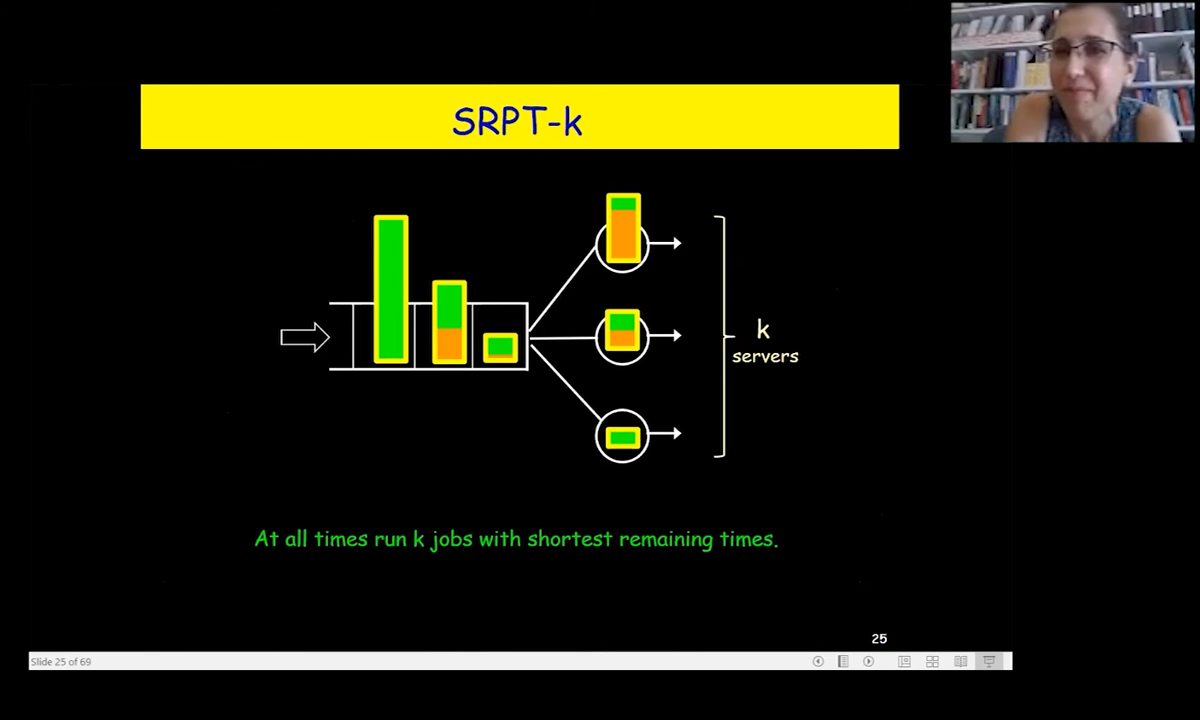 SRPT-k
k
servers
At all times run k jobs with shortest remaining times.
25
Slide 25 of 69